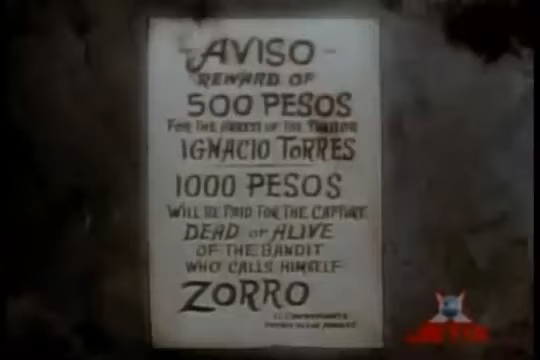 AVISO
REWARD OF
500 PESOS
FOR THE ARREST OF THE TRAITOR
IGNACIO TORRES
1000 PESOS
WILL BE PAID FOR THE CAPTURE
DEAD OR ALIVE
OF THE BANDIT
WHO CALLS HIMSELF
ZORRO